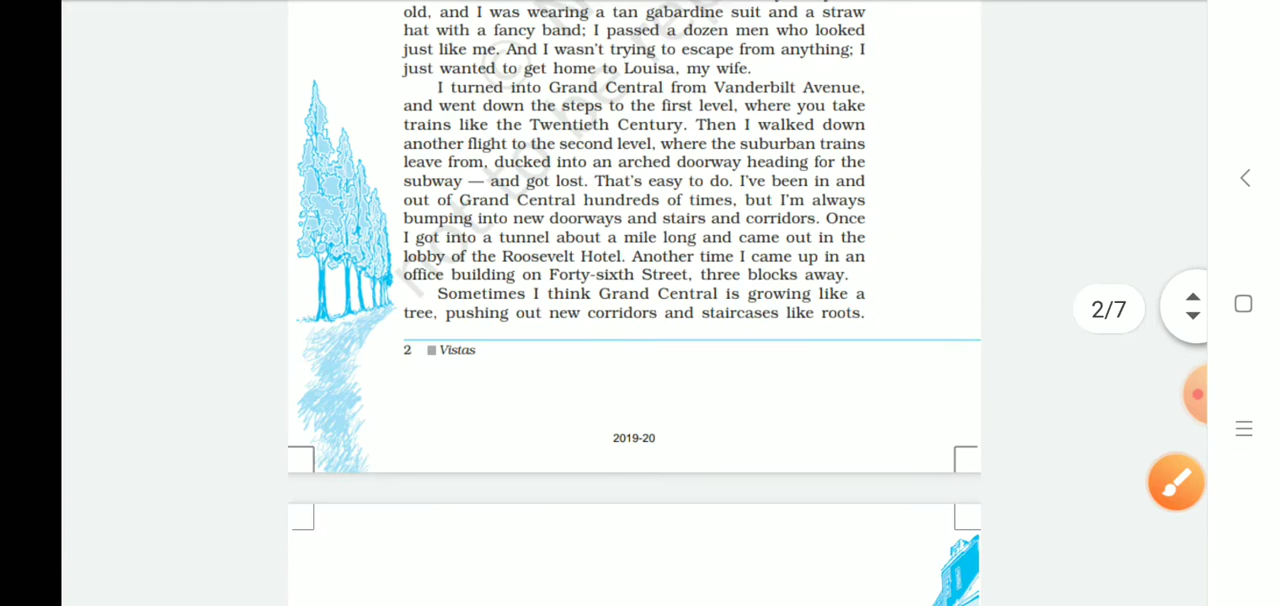 old, and I was wearing a tan gabardine suit and a straw
hat with a fancy band; I passed a dozen men who looked
just like me. And I wasn't trying to escape from anything; I
just wanted to get home to Louisa, my wife.
I turned into Grand Central from Vanderbilt Avenue,
and went down the steps to the first level, where you take
trains like the Twentieth Century. Then I walked down
another flight to the second level, where the suburban trains
leave from, ducked into an arched doorway heading for the
subway — and got lost. That's easy to do. I've been in and
out of Grand Central hundreds of times, but I'm always
bumping into new doorways and stairs and corridors. Once
I got into a tunnel about a mile long and came out in the
lobby of the Roosevelt Hotel. Another time I came up in an
office building on Forty-sixth Street, three blocks away.
Sometimes I think Grand Central is growing like a
tree, pushing out new corridors and staircases like roots.
2 Vistas
2019-20
2/7
not to be rep
©